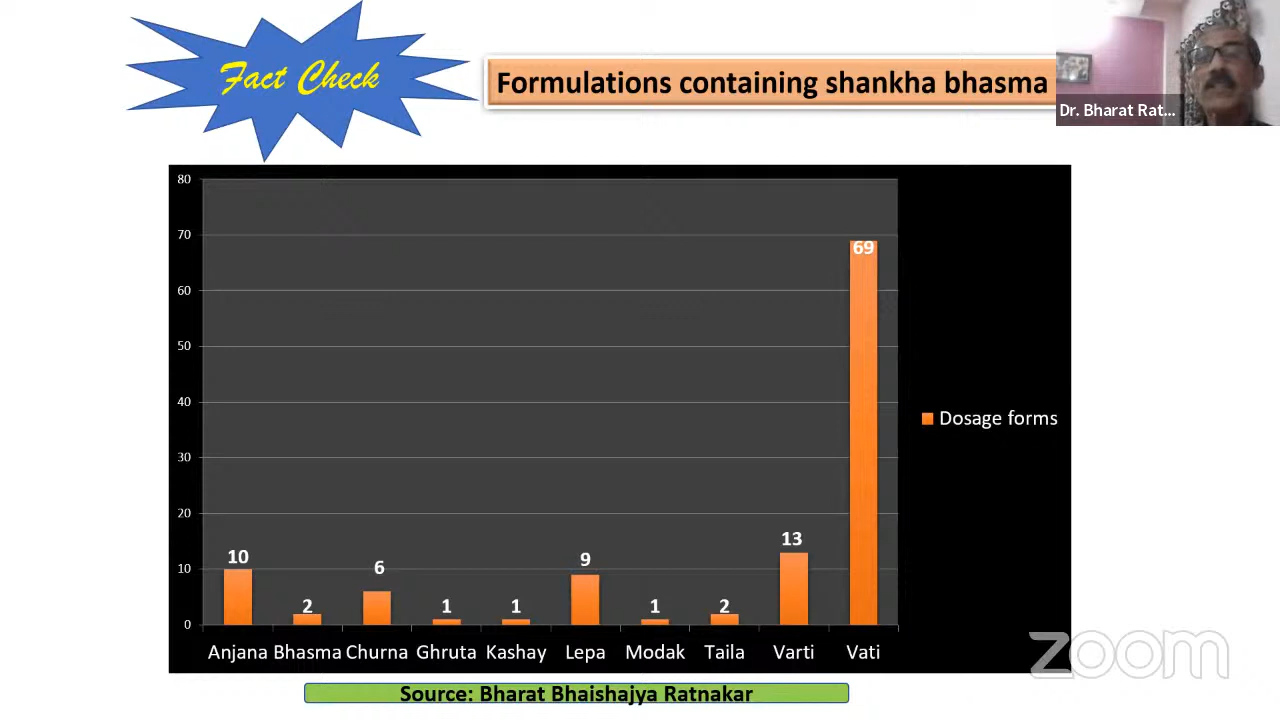 Fact Check
Formulations containing shankha bhasma
Dr. Bharat Rat...
80
70
60
50
40
30
20
10
0
10
2
6
1
1
9
1
2
13
69
Anjana Bhasma Churna Ghruta Kashay Lepa Modak Taila Varti Vati
Dosage forms
Source: Bharat Bhaishajya Ratnakar
zoom